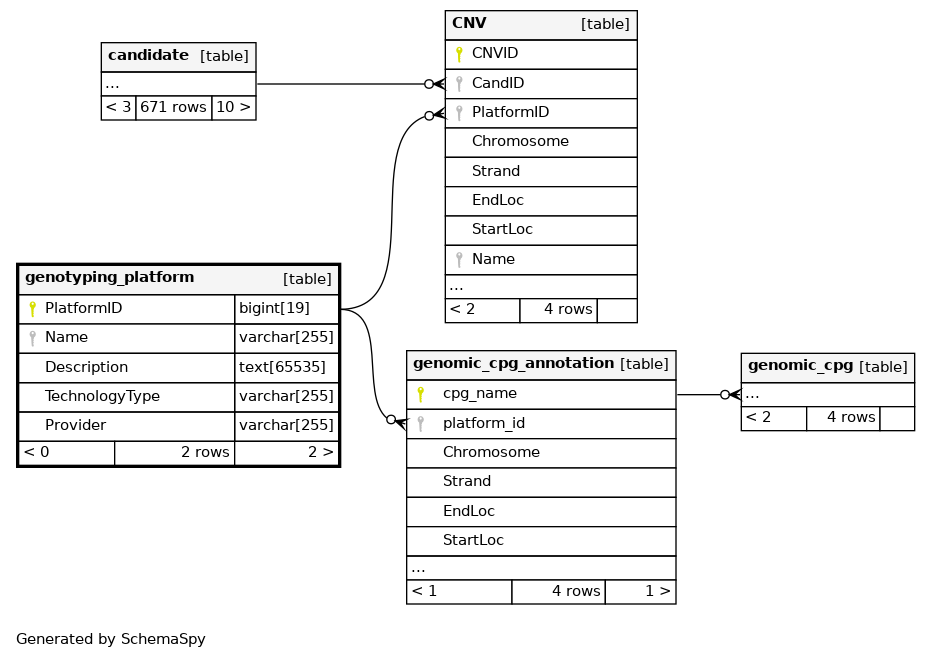 candidate [table]
...
< 3 671 rows 10 >
CNV [table]
CNVID
CandID
PlatformID
Chromosome
Strand
EndLoc
StartLoc
Name
...
< 2 4 rows
genotyping_platform [table]
PlatformID bigint[19]
Name varchar[255]
Description text[65535]
TechnologyType varchar[255]
Provider varchar[255]
< 0 2 rows 2 >
genomic_cpg_annotation [table]
cpg_name
platform_id
Chromosome
Strand
EndLoc
StartLoc
...
< 1 4 rows 1 >
genomic_cpg [table]
...
< 2 4 rows
Generated by SchemaSpy